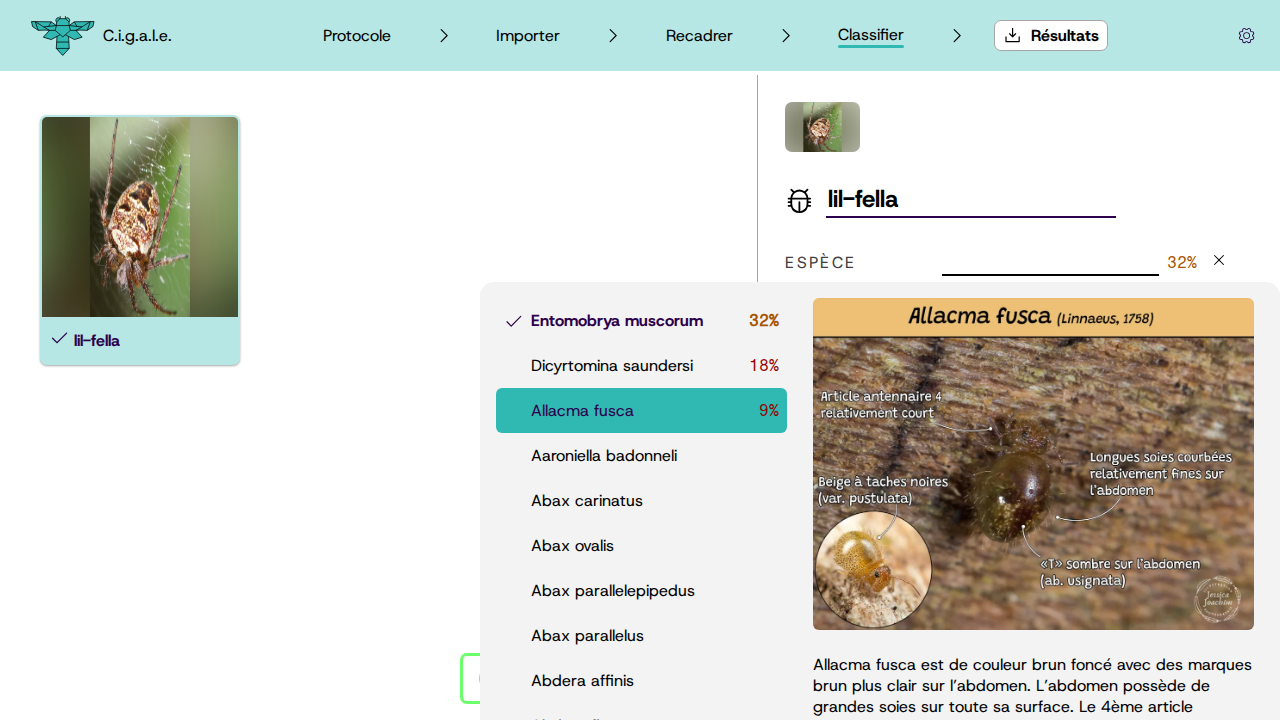 C.i.g.a.l.e.
Protocole
Importer
Recadrer
Classifier
Résultats
lil-fella
lil-fella
ESPÈCE
32%
Entomobrya muscorum 32%
Dicyrtomina saundersi 18%
Allacma fusca 9%
Aaroniella badonneli
Abax carinatus
Abax ovalis
Abax parallelepipedus
Abax parallelus
Abdera affinis
Allacma fusca (Linnaeus, 1758)
Article antennaire 4
relativement court
Longues soies courbées
relativement fines sur
l'abdomen
Beige à taches noires
(var. pustulata)
«T» sombre sur l'abdomen
(ab. usignata)
Jessica
Joachim
Allacma fusca est de couleur brun foncé avec des marques
brun plus clair sur l'abdomen. L'abdomen possède de
grandes soies sur toute sa surface. Le 4ème article